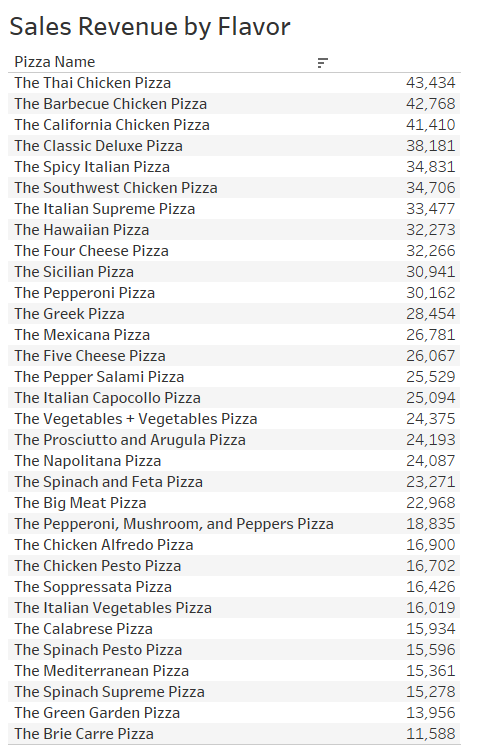 Sales Revenue by Flavor
Pizza Name
The Thai Chicken Pizza 43,434
The Barbecue Chicken Pizza 42,768
The California Chicken Pizza 41,410
The Classic Deluxe Pizza 38,181
The Spicy Italian Pizza 34,831
The Southwest Chicken Pizza 34,706
The Italian Supreme Pizza 33,477
The Hawaiian Pizza 32,273
The Four Cheese Pizza 32,266
The Sicilian Pizza 30,941
The Pepperoni Pizza 30,162
The Greek Pizza 28,454
The Mexicana Pizza 26,781
The Five Cheese Pizza 26,067
The Pepper Salami Pizza 25,529
The Italian Capocollo Pizza 25,094
The Vegetables + Vegetables Pizza 24,375
The Prosciutto and Arugula Pizza 24,193
The Napolitana Pizza 24,087
The Spinach and Feta Pizza 23,271
The Big Meat Pizza 22,968
The Pepperoni, Mushroom, and Peppers Pizza 18,835
The Chicken Alfredo Pizza 16,900
The Chicken Pesto Pizza 16,702
The Soppressata Pizza 16,426
The Italian Vegetables Pizza 16,019
The Calabrese Pizza 15,934
The Spinach Pesto Pizza 15,596
The Mediterranean Pizza 15,361
The Spinach Supreme Pizza 15,278
The Green Garden Pizza 13,956
The Brie Carre Pizza 11,588